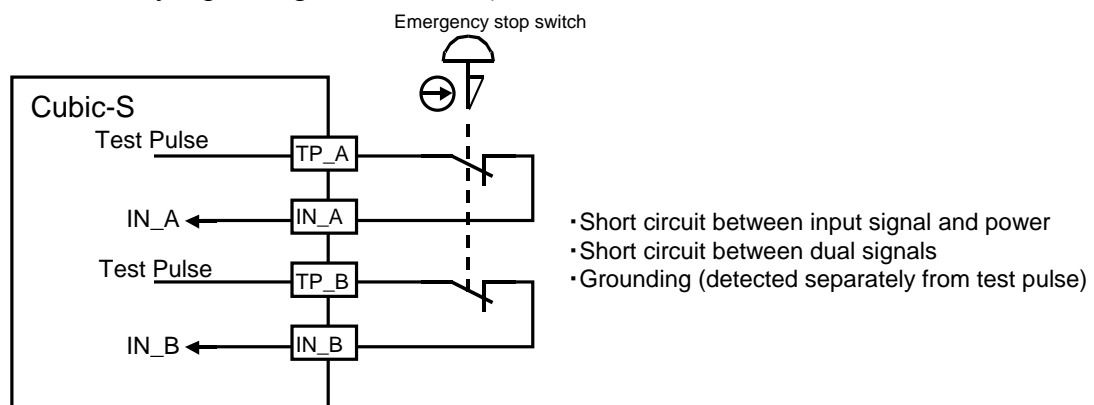 Emergency stop switch
Cubic-S
Test Pulse
TP_A
IN_A
IN_A
Test Pulse
TP_B
IN_B
IN_B
・Short circuit between input signal and power
・Short circuit between dual signals
・Grounding (detected separately from test pulse)